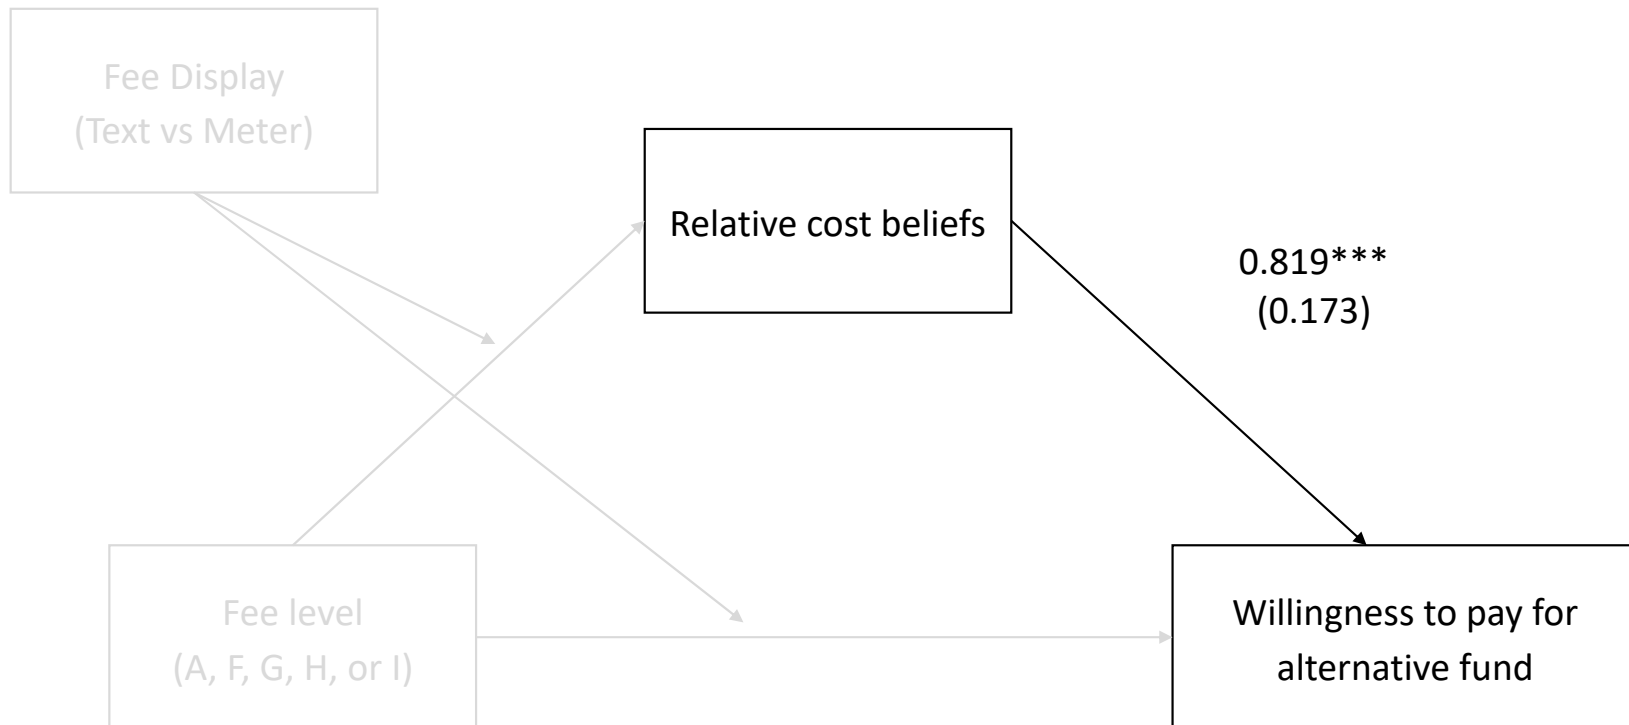 Fee Display
(Text vs Meter)
Relative cost beliefs
0.819***
(0.173)
Fee level
(A, F, G, H, or I)
Willingness to pay for
alternative fund